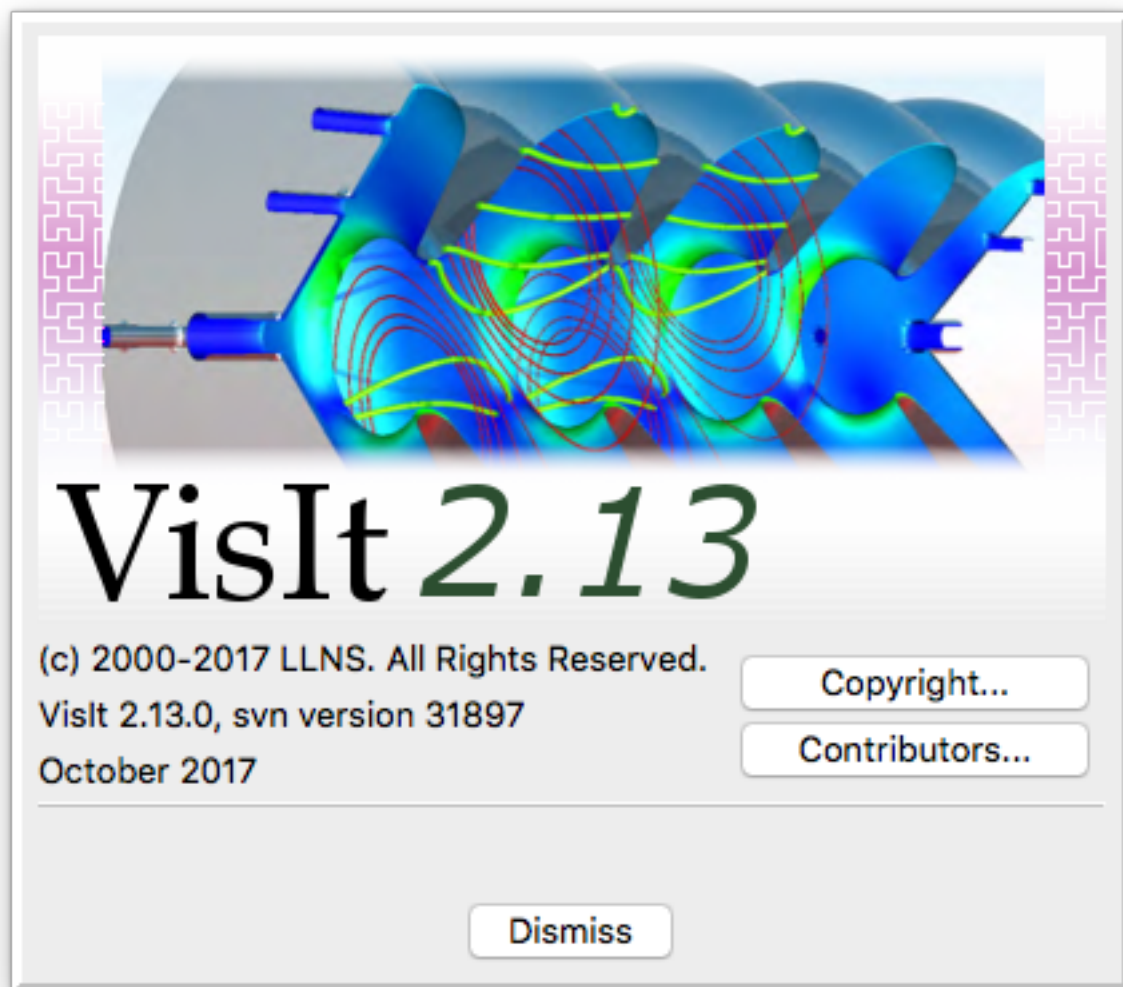 VisIt 2.13
(c) 2000-2017 LLNS. All Rights Reserved.
VisIt 2.13.0, svn version 31897
October 2017
Copyright...
Contributors...
Dismiss